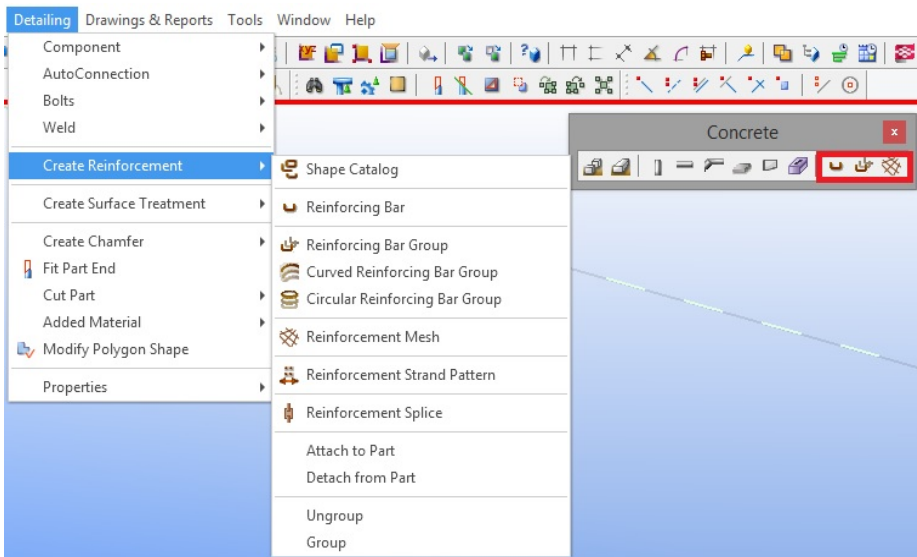 Detailing Drawings & Reports Tools Window Help
Component
AutoConnection
Bolts
Weld
Create Reinforcement
Create Surface Treatment
Create Chamfer
Fit Part End
Cut Part
Added Material
Modify Polygon Shape
Properties
Shape Catalog
Reinforcing Bar
Reinforcing Bar Group
Curved Reinforcing Bar Group
Circular Reinforcing Bar Group
Reinforcement Mesh
Reinforcement Strand Pattern
Reinforcement Splice
Attach to Part
Detach from Part
Ungroup
Group
Concrete
x